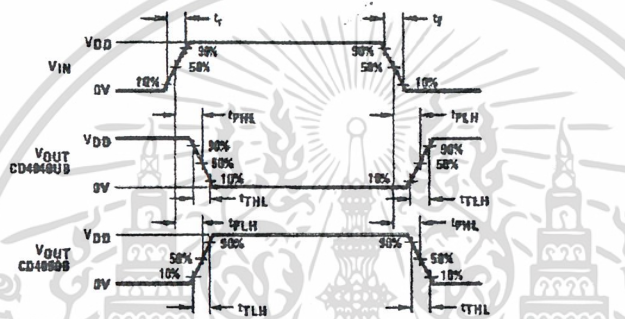 tr tf
VDD 90% 90%
VIN 50% 50%
0V 10% 10%
tPHL tPLH
VDD 90% 90%
VOUT 50% 50%
CD4049UB
0V 10% 10%
tTHL tTLH
tPLH tPHL
VDD 90% 90%
VOUT 50% 50%
CD4050B
0V 10% 10%
tTLH tTHL